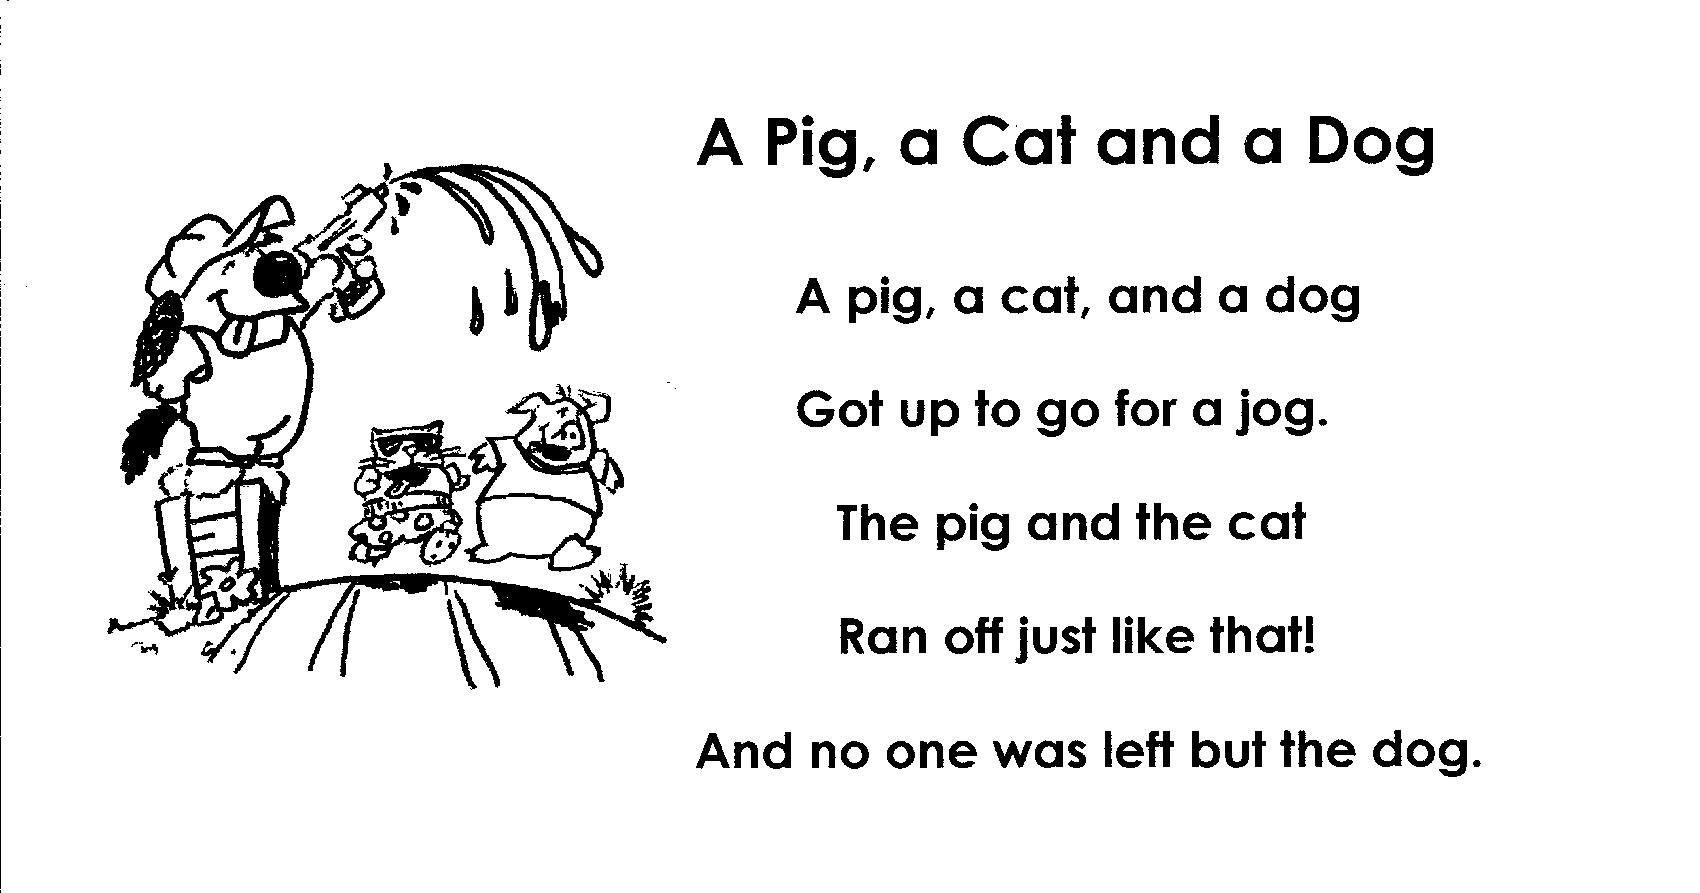 A Pig, a Cat and a Dog
A pig, a cat, and a dog
Got up to go for a jog.
The pig and the cat
Ran off just like that!
And no one was left but the dog.